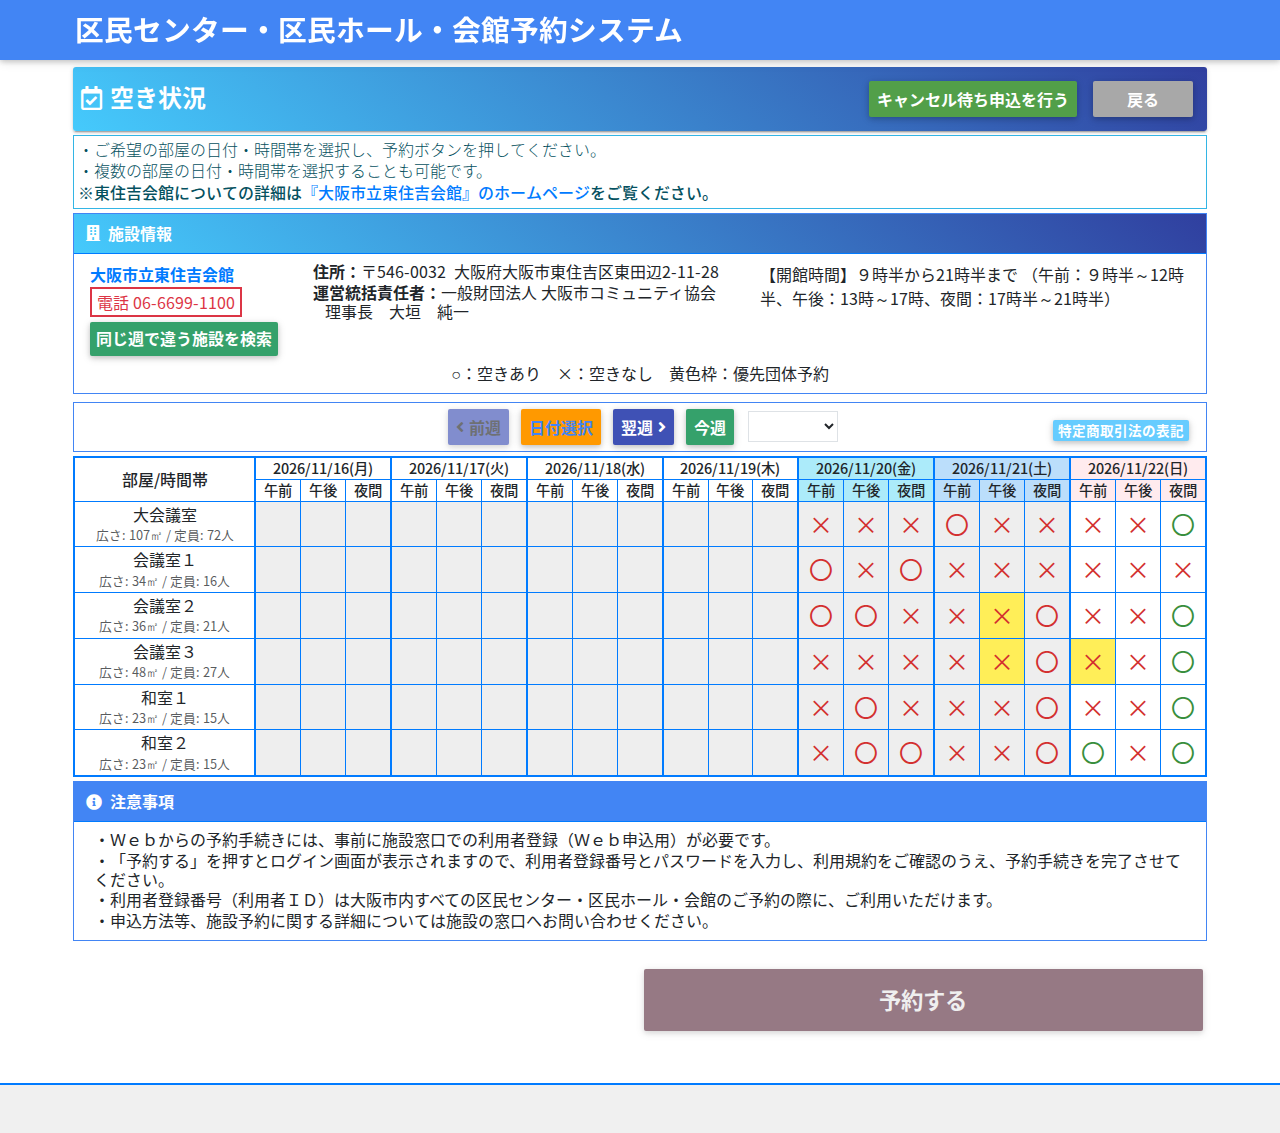 区民センター・区民ホール・会館予約システム
空き状況
キャンセル待ち申込を行う
戻る
・ご希望の部屋の日付・時間帯を選択し、予約ボタンを押してください。
・複数の部屋の日付・時間帯を選択することも可能です。
※東住吉会館についての詳細は『大阪市立東住吉会館』のホームページをご覧ください。
施設情報
大阪市立東住吉会館
電話 06-6699-1100
同じ週で違う施設を検索
住所：〒546-0032 大阪府大阪市東住吉区東田辺2-11-28
運営統括責任者：一般財団法人 大阪市コミュニティ協会
理事長　大垣　純一
【開館時間】９時半から21時半まで （午前：９時半～12時
半、午後：13時～17時、夜間：17時半～21時半）
○：空きあり　×：空きなし　黄色枠：優先団体予約
前週
日付選択
翌週
今週
特定商取引法の表記
部屋/時間帯 2026/11/16(月) 2026/11/17(火) 2026/11/18(水) 2026/11/19(木) 2026/11/20(金) 2026/11/21(土) 2026/11/22(日)
午前 午後 夜間 午前 午後 夜間 午前 午後 夜間 午前 午後 夜間 午前 午後 夜間 午前 午後 夜間 午前 午後 夜間
大会議室 × × × ○ × × × × ○
広さ: 107㎡ / 定員: 72人
会議室１ ○ × ○ × × × × × ×
広さ: 34㎡ / 定員: 16人
会議室２ ○ ○ × × × ○ × × ○
広さ: 36㎡ / 定員: 21人
会議室３ × × × × × ○ × × ○
広さ: 48㎡ / 定員: 27人
和室１ × ○ × × × ○ × × ○
広さ: 23㎡ / 定員: 15人
和室２ × ○ ○ × × ○ ○ × ○
広さ: 23㎡ / 定員: 15人
注意事項
・Ｗｅｂからの予約手続きには、事前に施設窓口での利用者登録（Ｗｅｂ申込用）が必要です。
・「予約する」を押すとログイン画面が表示されますので、利用者登録番号とパスワードを入力し、利用規約をご確認のうえ、予約手続きを完了させて
ください。
・利用者登録番号（利用者ＩＤ）は大阪市内すべての区民センター・区民ホール・会館のご予約の際に、ご利用いただけます。
・申込方法等、施設予約に関する詳細については施設の窓口へお問い合わせください。
予約する